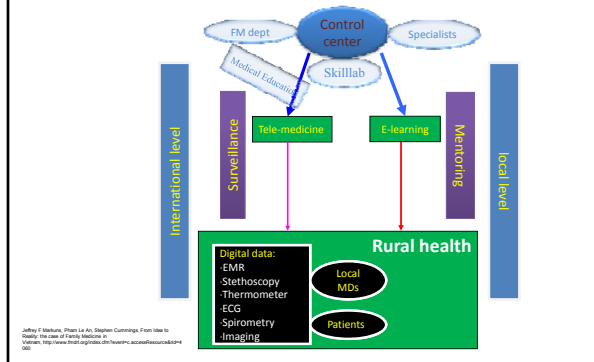 FM dept
Control
center
Specialists
Medical Education
Skilllab
International level
Surveillance
Tele-medicine
E-learning
Mentoring
local level
Rural health
Digital data:
·EMR
·Stethoscopy
·Thermometer
·ECG
·Spirometry
·Imaging
Local
MDs
Patients
Jeffrey F Markuns, Pham Le An, Stephen Cummings, From Idea to
Reality: the case of Family Medicine in
Vietnam, http://www.fmdrl.org/index.cfm?event=c.accessResource&rid=4
060